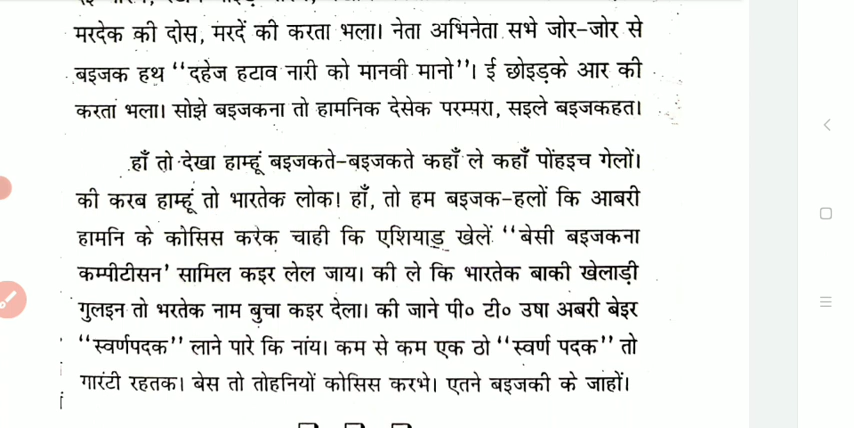 मरदेक की दोस, मरदें की करता भला। नेता अभिनेता सभे जोर-जोर से
बइजक हथ "दहेज हटाव नारी को मानवी मानो"। ई छोइड़के आर की
करता भला। सोझे बइजकना तो हामनिक देसेक परम्परा, सइले बइजकहत।
हाँ तो देखा हाम्हूं बइजकते-बइजकते कहाँ ले कहाँ पोंहइच गेलों।
की करब हाम्हूं तो भारतेक लोक! हाँ, तो हम बइजक-हलों कि आबरी
हामनि के कोसिस करेक चाही कि एशियाड खेलें "बेसी बइजकना
कम्पीटीसन' सामिल कइर लेल जाय। की ले कि भारतेक बाकी खेलाड़ी
गुलइन तो भरतेक नाम बुचा कइर देला। की जाने पी० टी० उषा अबरी बेइर
"स्वर्णपदक" लाने पारे कि नांय। कम से कम एक ठो "स्वर्ण पदक" तो
गारंटी रहतक। बेस तो तोहनियों कोसिस करभे। एतने बइजकी के जांहों।